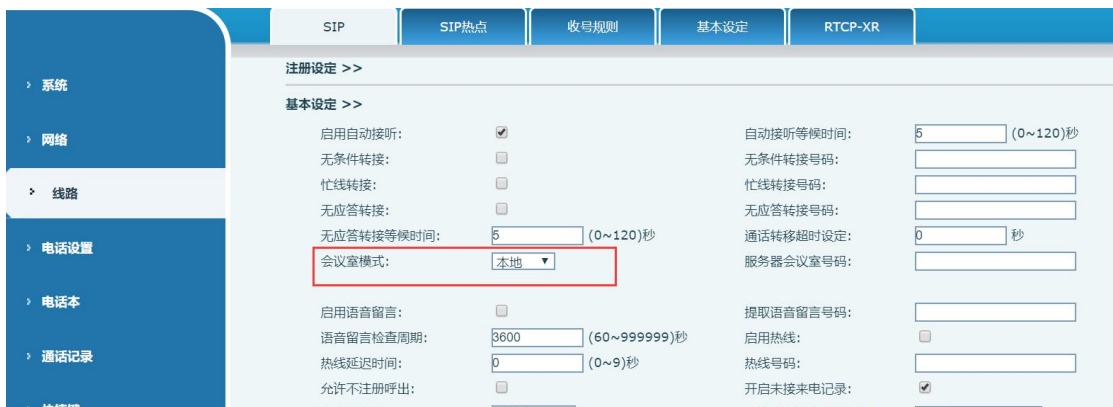 SIP SIP热点 收号规则 基本设定 RTCP-XR
› 系统
› 网络
› 线路
› 电话设置
› 电话本
› 通话记录
注册设定 >>
基本设定 >>
启用自动接听: 自动接听等候时间: 5 (0~120)秒
无条件转接: 无条件转接号码:
忙线转接: 忙线转接号码:
无应答转接: 无应答转接号码:
无应答转接等候时间: 5 (0~120)秒 通话转移超时设定: 0 秒
会议室模式: 本地 服务器会议室号码:
启用语音留言: 提取语音留言号码:
语音留言检查周期: 3600 (60~999999)秒 启用热线:
热线延迟时间: 0 (0~9)秒 热线号码:
允许不注册呼出: 开启未接来电记录: